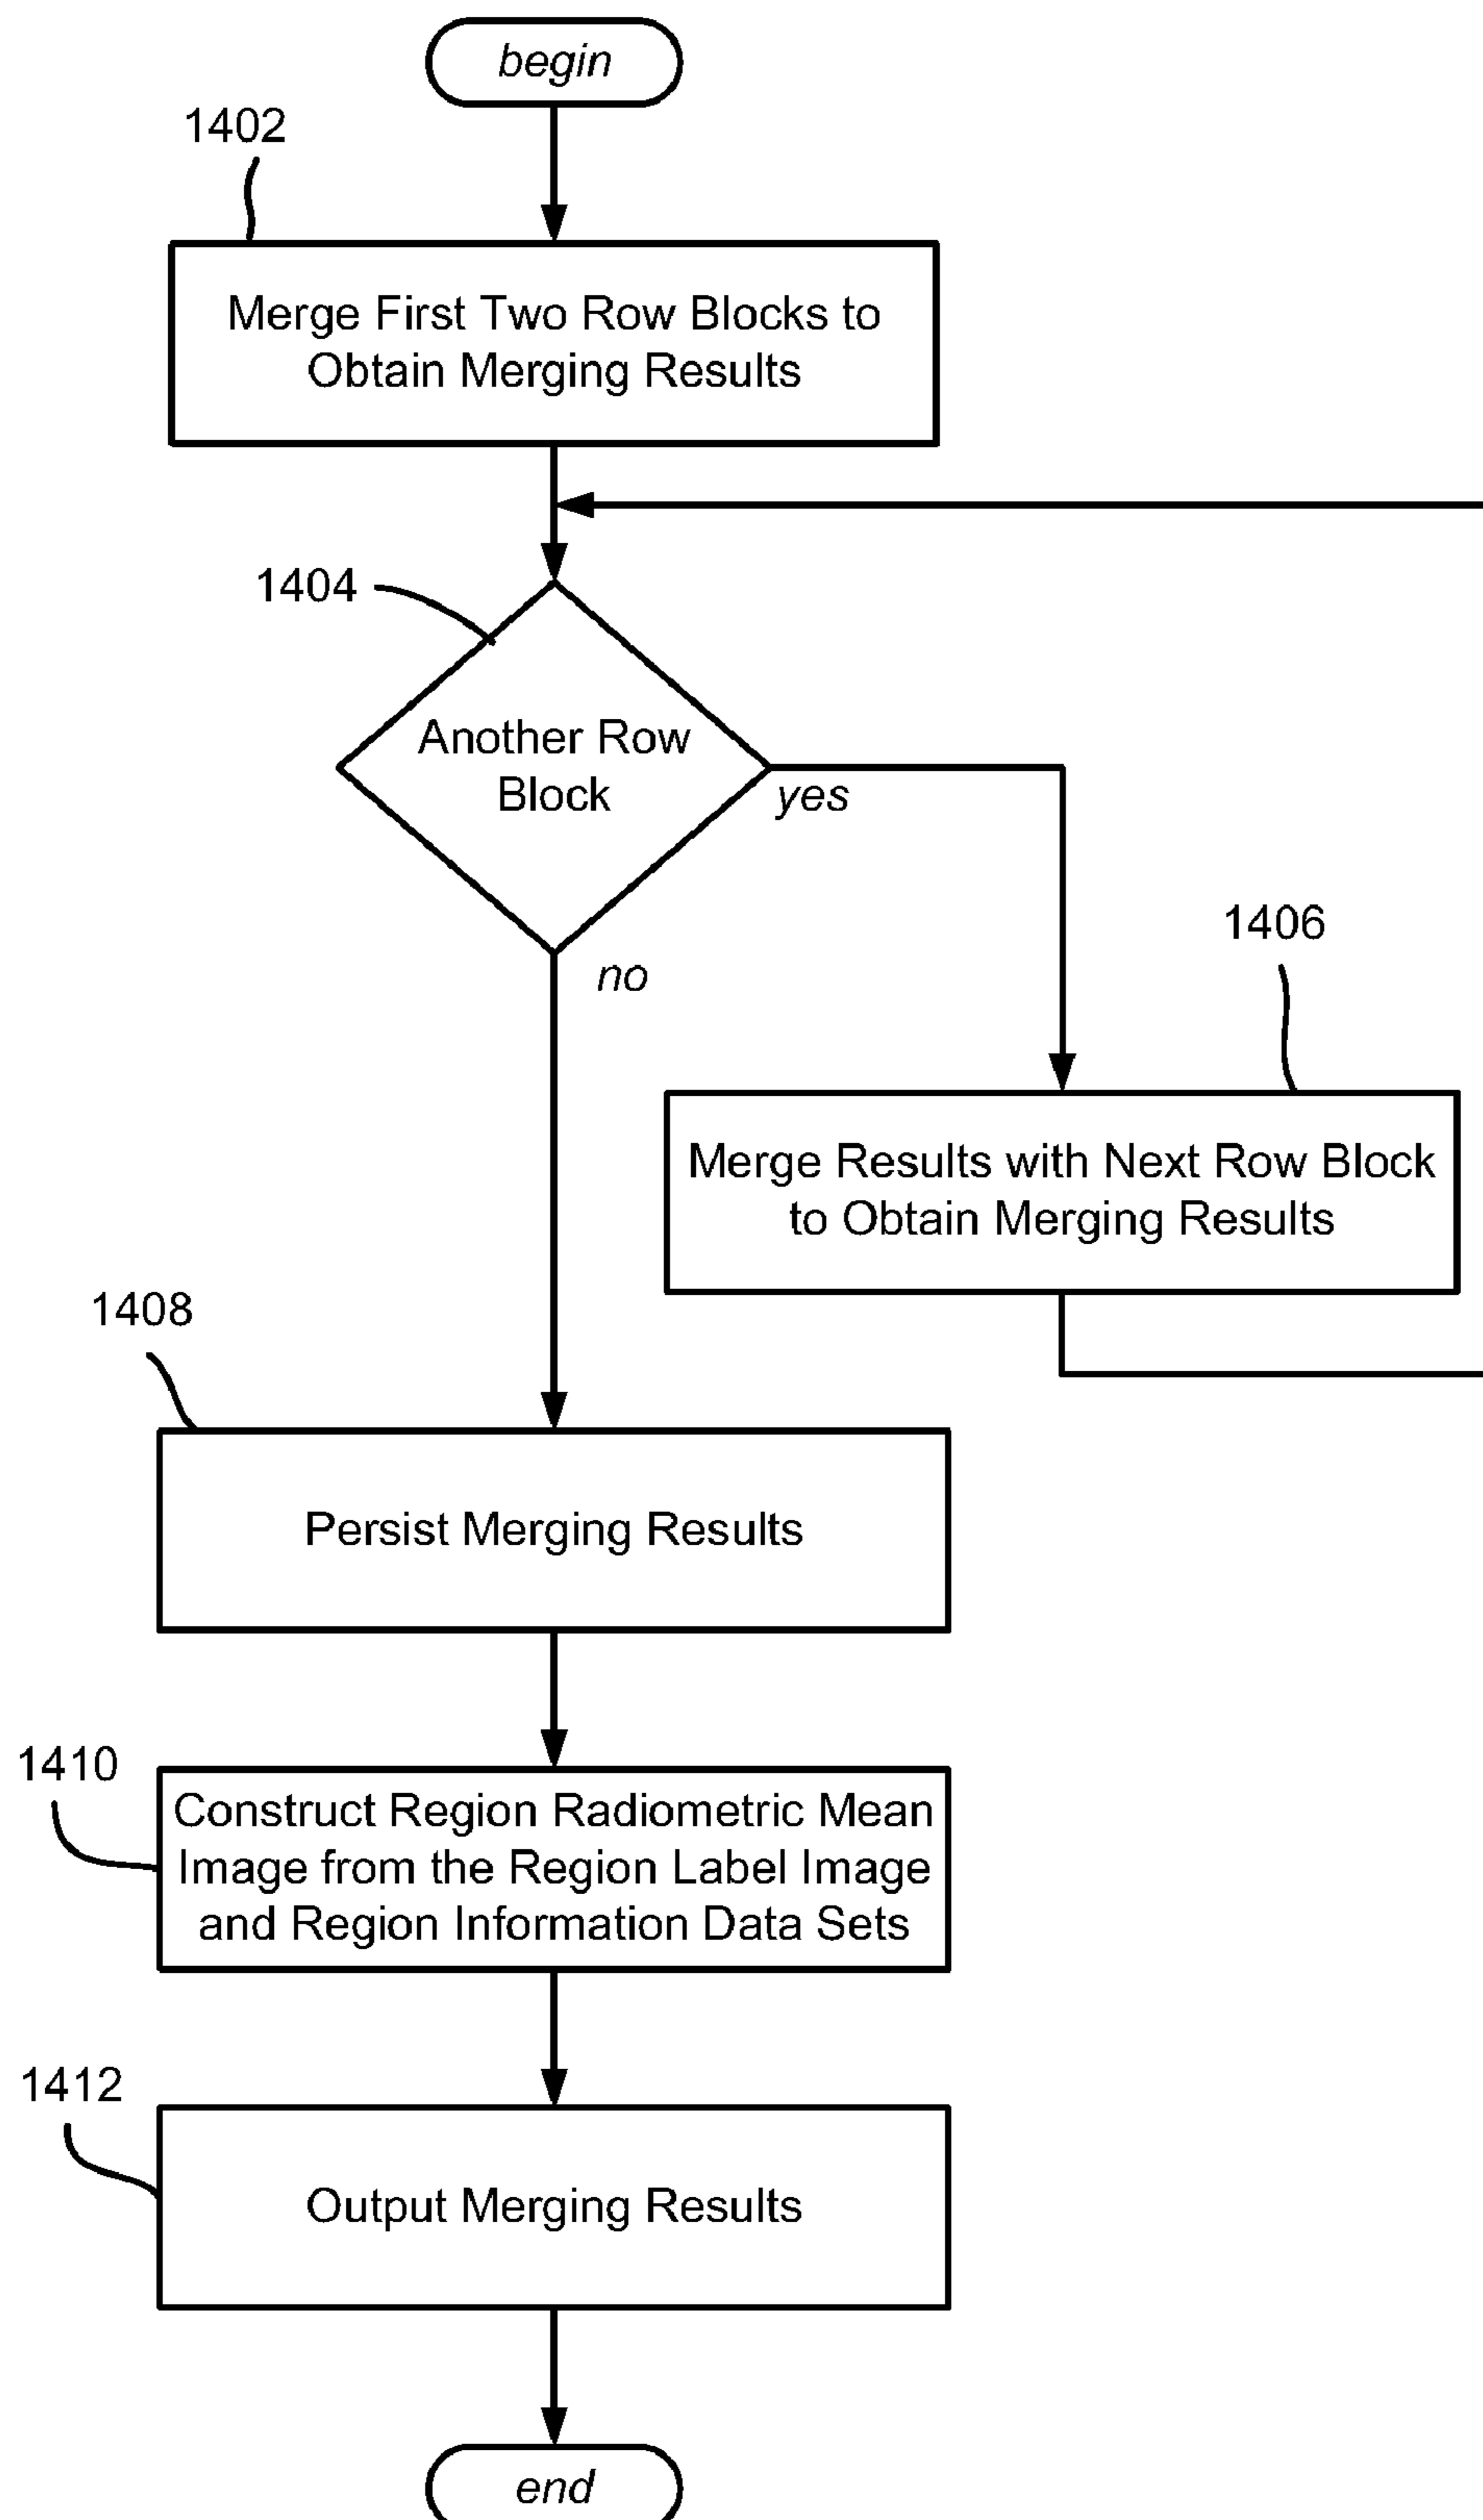 begin
1402
Merge First Two Row Blocks to
Obtain Merging Results
1404
Another Row
Block
yes
no
1406
Merge Results with Next Row Block
to Obtain Merging Results
1408
Persist Merging Results
1410
Construct Region Radiometric Mean
Image from the Region Label Image
and Region Information Data Sets
1412
Output Merging Results
end